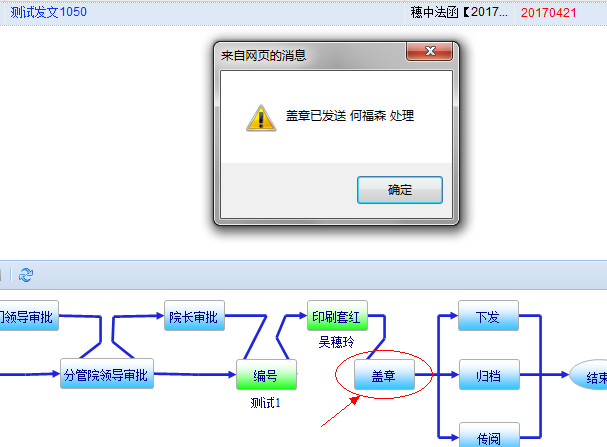 测试发文1050 穗中法函【2017... 20170421
来自网页的消息
盖章已发送 何福森 处理
确定
门领导审批 院长审批 印刷套红 下发
吴穗玲
分管院领导审批 编号 盖章 归档 结束
测试1
传阅